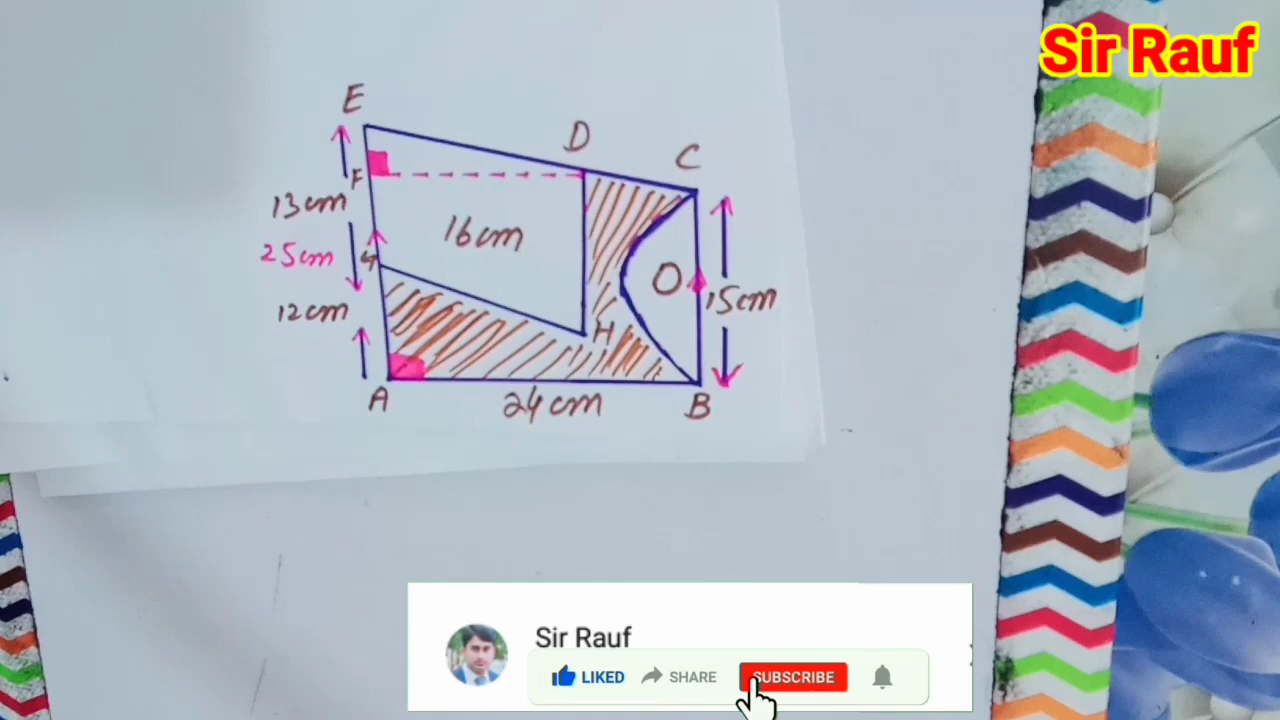 Sir Rauf
E
D
C
F
13cm
16cm
25cm
G
O
15cm
12cm
H
A
24cm
B
Sir Rauf
LIKED SHARE SUBSCRIBE